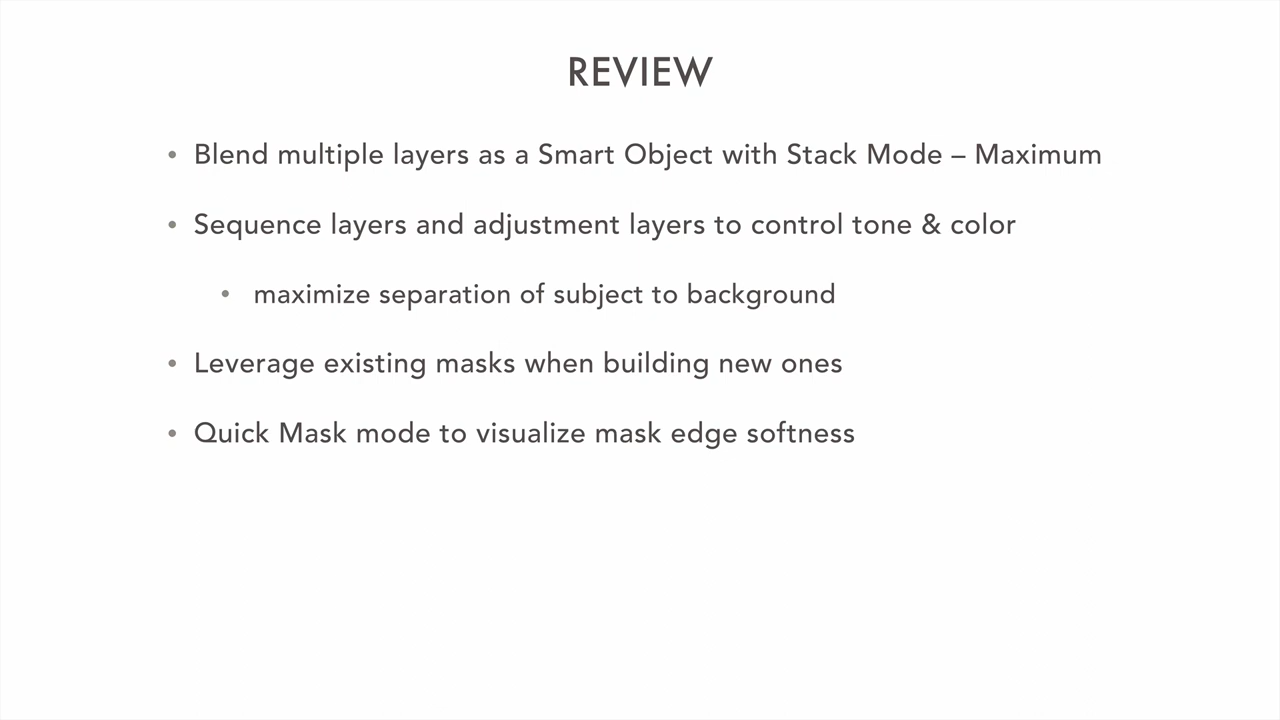 REVIEW
• Blend multiple layers as a Smart Object with Stack Mode – Maximum
• Sequence layers and adjustment layers to control tone & color
• maximize separation of subject to background
• Leverage existing masks when building new ones
• Quick Mask mode to visualize mask edge softness